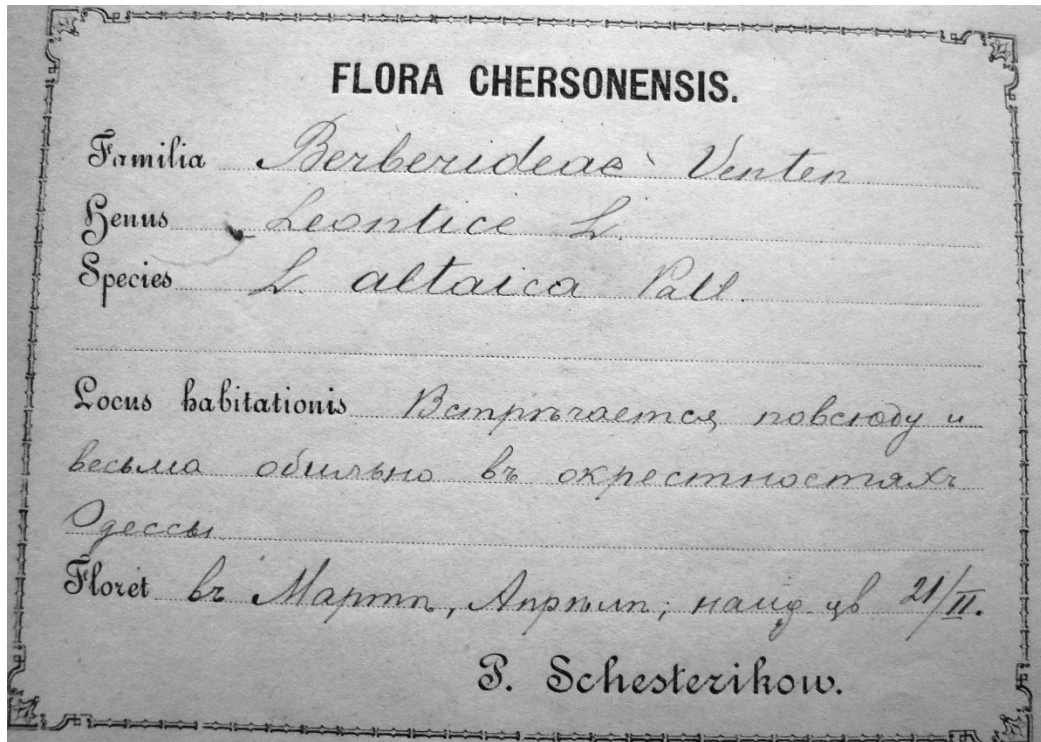 FLORA CHERSONENSIS.
Familia Berberideae Venten
Genus Leontice L.
Species L. altaica Pall.
Locus habitationis Встрѣчается повсюду и
весьма обильно въ окрестностяхъ
Одессы
Floret въ Мартѣ, Апрѣлѣ; найд цв 21/II.
P. Schesterikow.